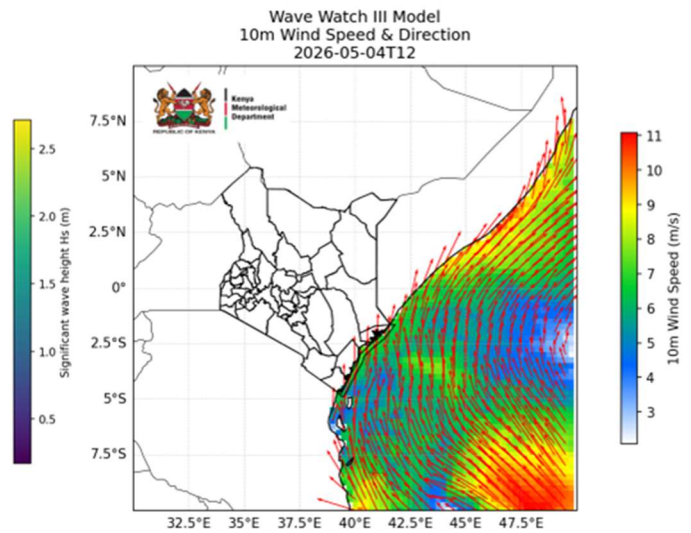 Wave Watch III Model
10m Wind Speed & Direction
2026-05-04T12
REPUBLIC OF KENYA
Kenya
Meteorological
Department
7.5°N
5°N
2.5°N
0°
2.5°S
5°S
7.5°S
32.5°E 35°E 37.5°E 40°E 42.5°E 45°E 47.5°E
2.5
2.0
1.5
1.0
0.5
Significant wave height Hs (m)
11
10
9
8
7
6
5
4
3
10m Wind Speed (m/s)